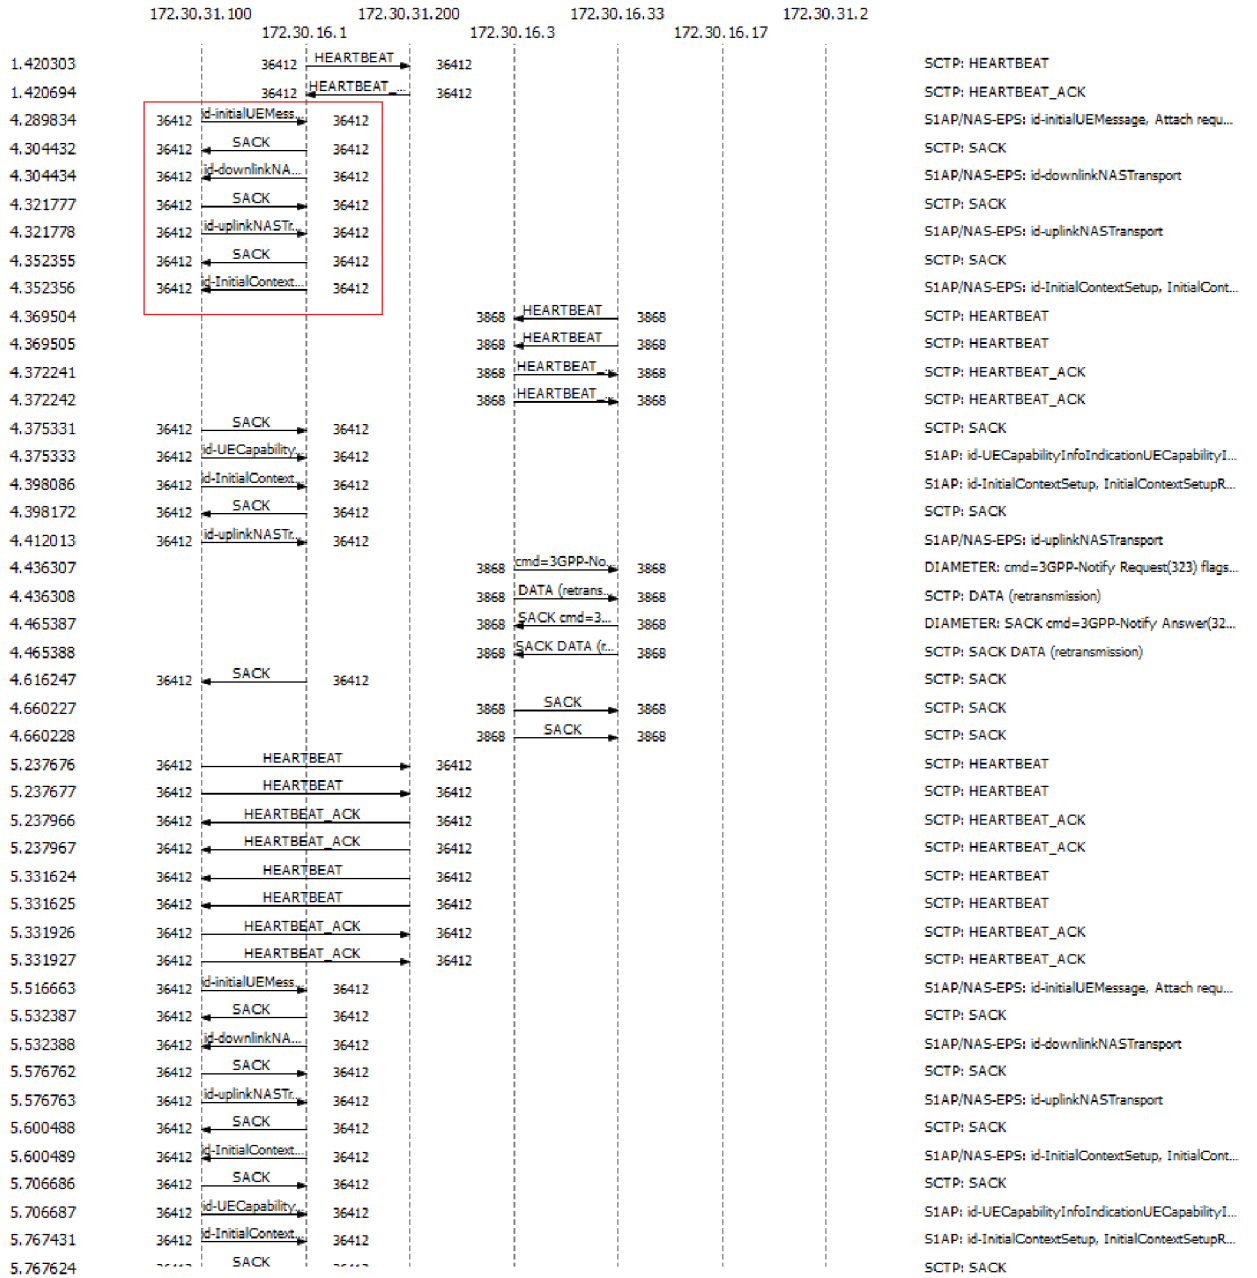 172.30.31.100 172.30.31.200 172.30.16.33 172.30.31.2
172.30.16.1 172.30.16.3 172.30.16.17
1.420303 36412 HEARTBEAT 36412 SCTP: HEARTBEAT
1.420694 36412 HEARTBEAT_... 36412 SCTP: HEARTBEAT_ACK
4.289834 36412 id-initialUEMess... 36412 S1AP/NAS-EPS: id-initialUEMessage, Attach requ...
4.304432 36412 SACK 36412 SCTP: SACK
4.304434 36412 id-downlinkNA... 36412 S1AP/NAS-EPS: id-downlinkNASTransport
4.321777 36412 SACK 36412 SCTP: SACK
4.321778 36412 id-uplinkNASTr... 36412 S1AP/NAS-EPS: id-uplinkNASTransport
4.352355 36412 SACK 36412 SCTP: SACK
4.352356 36412 id-InitialContext... 36412 S1AP/NAS-EPS: id-InitialContextSetup, InitialCont...
4.369504 3868 HEARTBEAT 3868 SCTP: HEARTBEAT
4.369505 3868 HEARTBEAT 3868 SCTP: HEARTBEAT
4.372241 3868 HEARTBEAT_... 3868 SCTP: HEARTBEAT_ACK
4.372242 3868 HEARTBEAT_... 3868 SCTP: HEARTBEAT_ACK
4.375331 36412 SACK 36412 SCTP: SACK
4.375333 36412 id-UECapability... 36412 S1AP: id-UECapabilityInfoIndicationUECapabilityI...
4.398086 36412 id-InitialContext... 36412 S1AP: id-InitialContextSetup, InitialContextSetupR...
4.398172 36412 SACK 36412 SCTP: SACK
4.412013 36412 id-uplinkNASTr... 36412 S1AP/NAS-EPS: id-uplinkNASTransport
4.436307 3868 cmd=3GPP-No... 3868 DIAMETER: cmd=3GPP-Notify Request(323) flags...
4.436308 3868 DATA (retrans... 3868 SCTP: DATA (retransmission)
4.465387 3868 SACK cmd=3... 3868 DIAMETER: SACK cmd=3GPP-Notify Answer(32...
4.465388 3868 SACK DATA (r... 3868 SCTP: SACK DATA (retransmission)
4.616247 36412 SACK 36412 SCTP: SACK
4.660227 3868 SACK 3868 SCTP: SACK
4.660228 3868 SACK 3868 SCTP: SACK
5.237676 36412 HEARTBEAT 36412 SCTP: HEARTBEAT
5.237677 36412 HEARTBEAT 36412 SCTP: HEARTBEAT
5.237966 36412 HEARTBEAT_ACK 36412 SCTP: HEARTBEAT_ACK
5.237967 36412 HEARTBEAT_ACK 36412 SCTP: HEARTBEAT_ACK
5.331624 36412 HEARTBEAT 36412 SCTP: HEARTBEAT
5.331625 36412 HEARTBEAT 36412 SCTP: HEARTBEAT
5.331926 36412 HEARTBEAT_ACK 36412 SCTP: HEARTBEAT_ACK
5.331927 36412 HEARTBEAT_ACK 36412 SCTP: HEARTBEAT_ACK
5.516663 36412 id-initialUEMess... 36412 S1AP/NAS-EPS: id-initialUEMessage, Attach requ...
5.532387 36412 SACK 36412 SCTP: SACK
5.532388 36412 id-downlinkNA... 36412 S1AP/NAS-EPS: id-downlinkNASTransport
5.576762 36412 SACK 36412 SCTP: SACK
5.576763 36412 id-uplinkNASTr... 36412 S1AP/NAS-EPS: id-uplinkNASTransport
5.600488 36412 SACK 36412 SCTP: SACK
5.600489 36412 id-InitialContext... 36412 S1AP/NAS-EPS: id-InitialContextSetup, InitialCont...
5.706686 36412 SACK 36412 SCTP: SACK
5.706687 36412 id-UECapability... 36412 S1AP: id-UECapabilityInfoIndicationUECapabilityI...
5.767431 36412 id-InitialContext... 36412 S1AP: id-InitialContextSetup, InitialContextSetupR...
5.767624 SACK SCTP: SACK